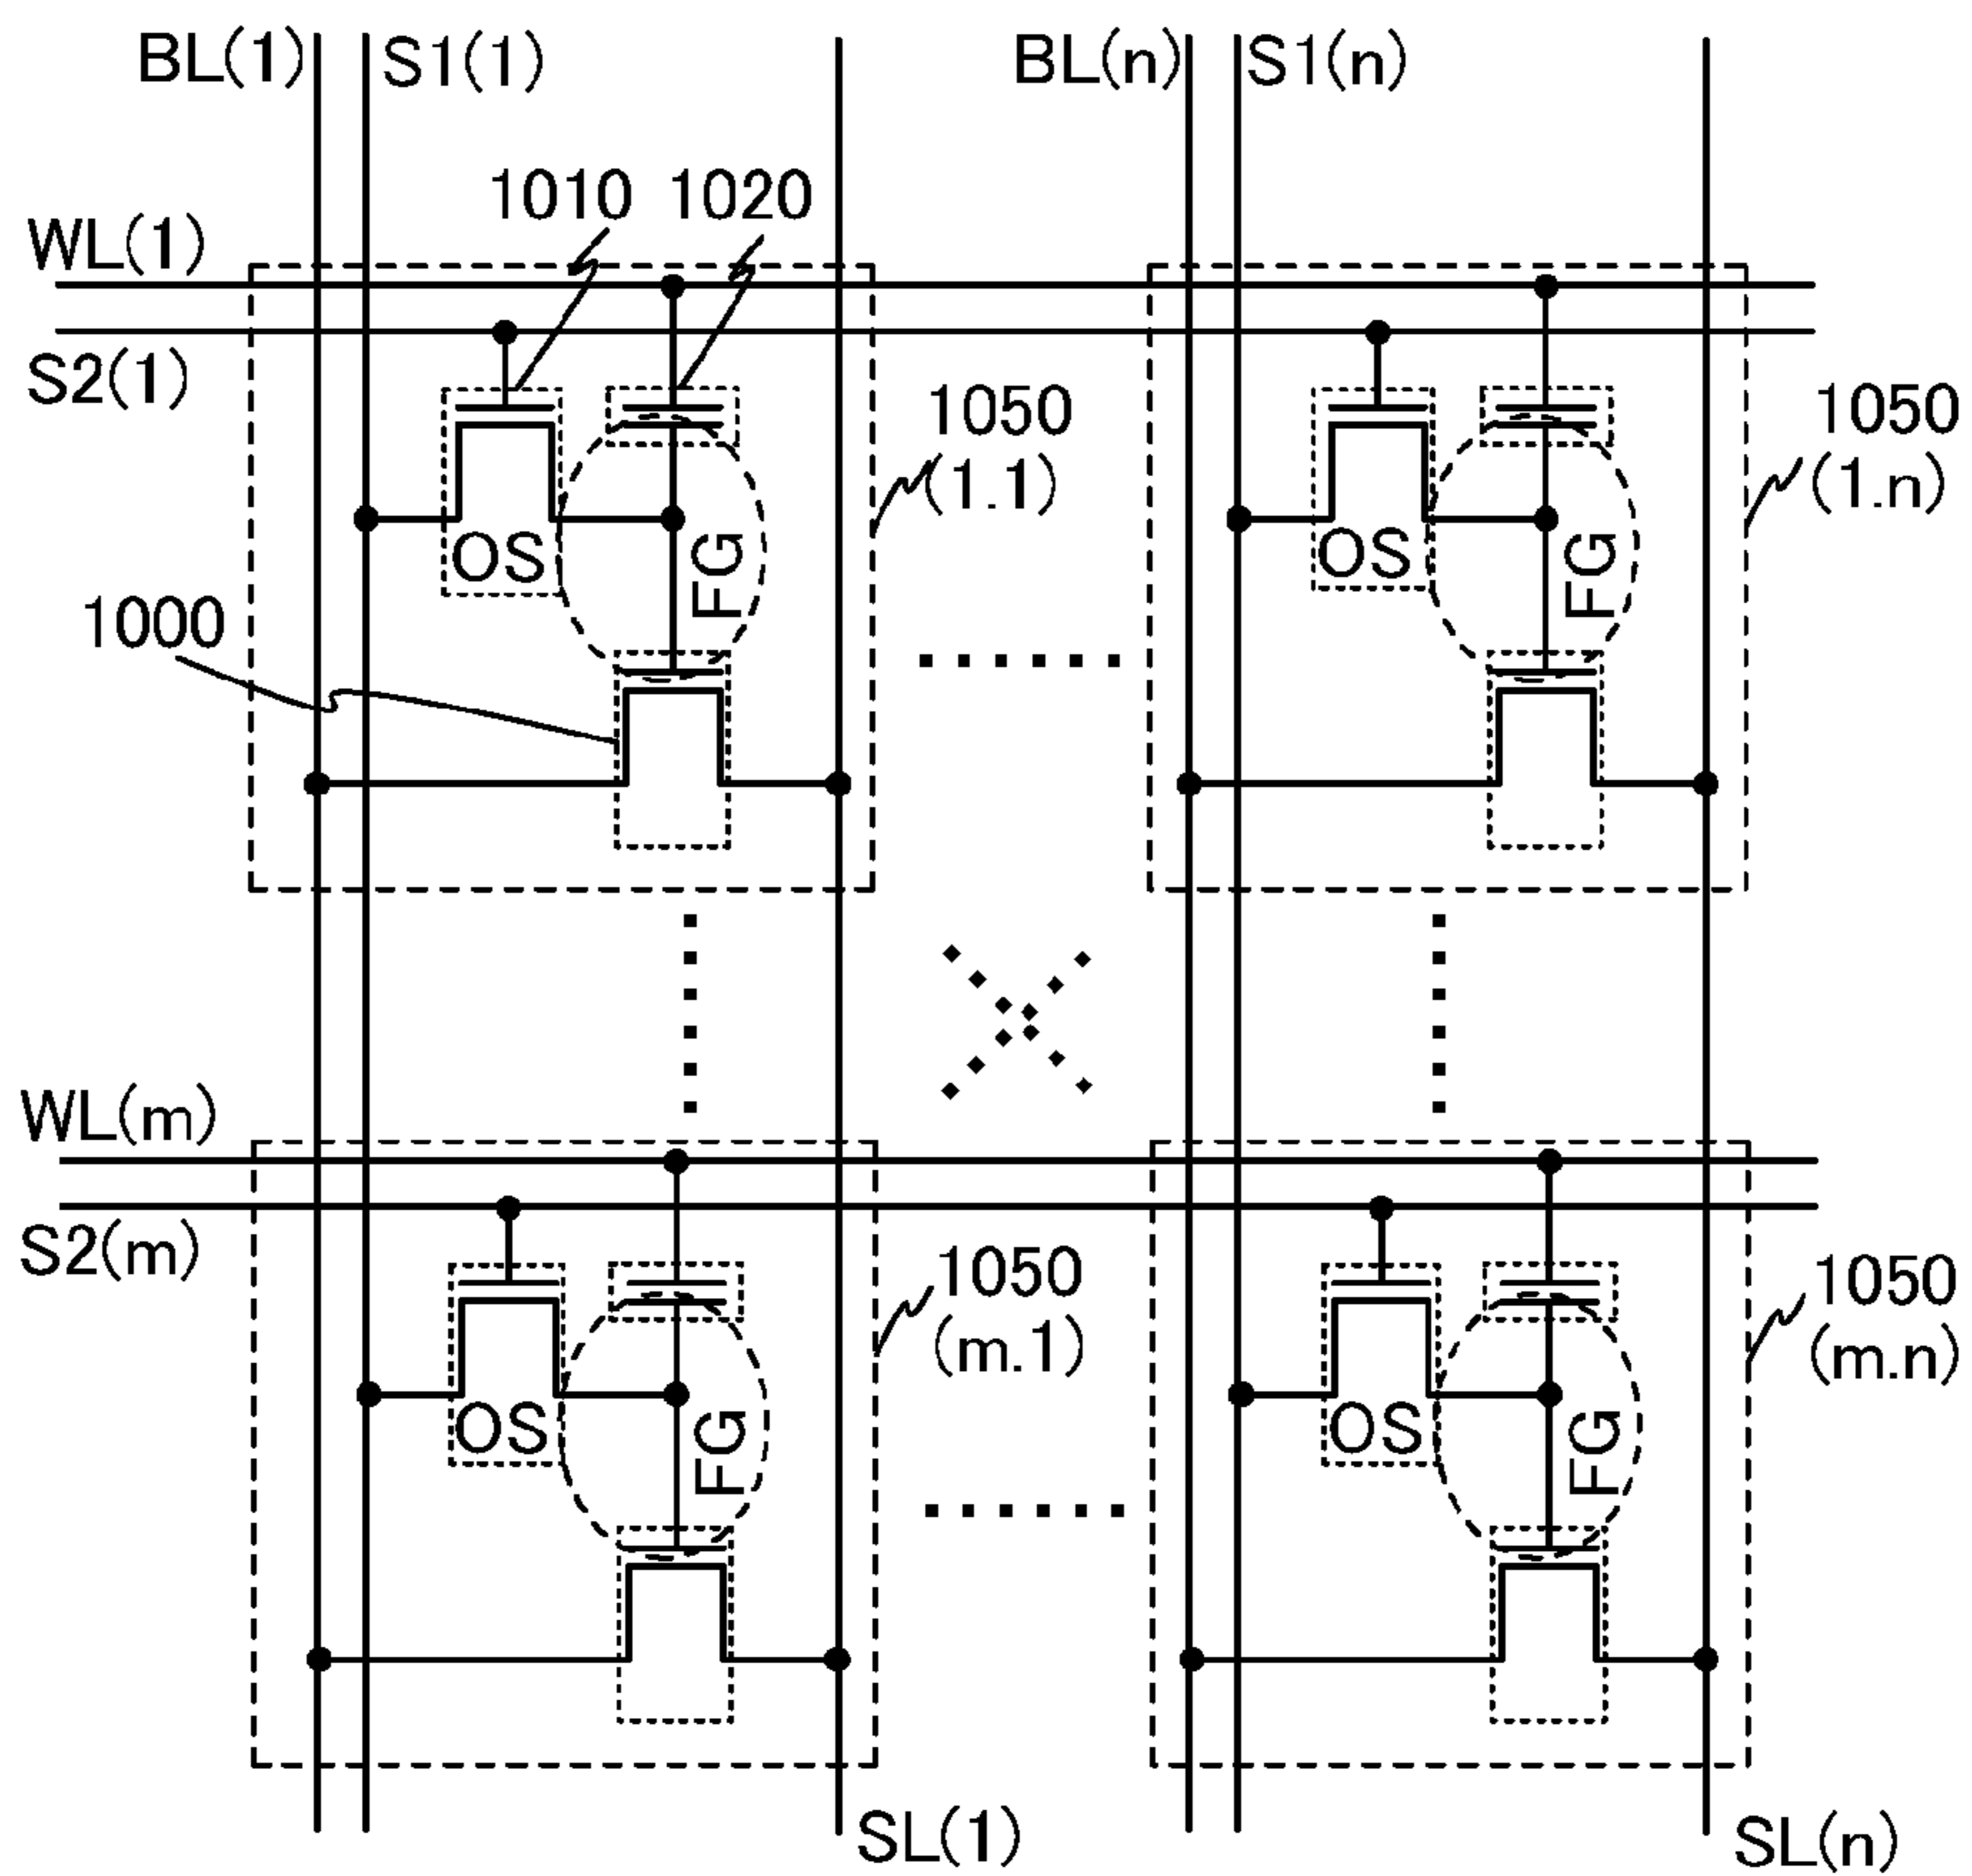 BL(1)
S1(1)
BL(n)
S1(n)
1010
1020
WL(1)
S2(1)
1050
(1.1)
1050
(1.n)
OS
FG
OS
FG
1000
WL(m)
S2(m)
1050
(m.1)
1050
(m.n)
OS
FG
OS
FG
SL(1)
SL(n)